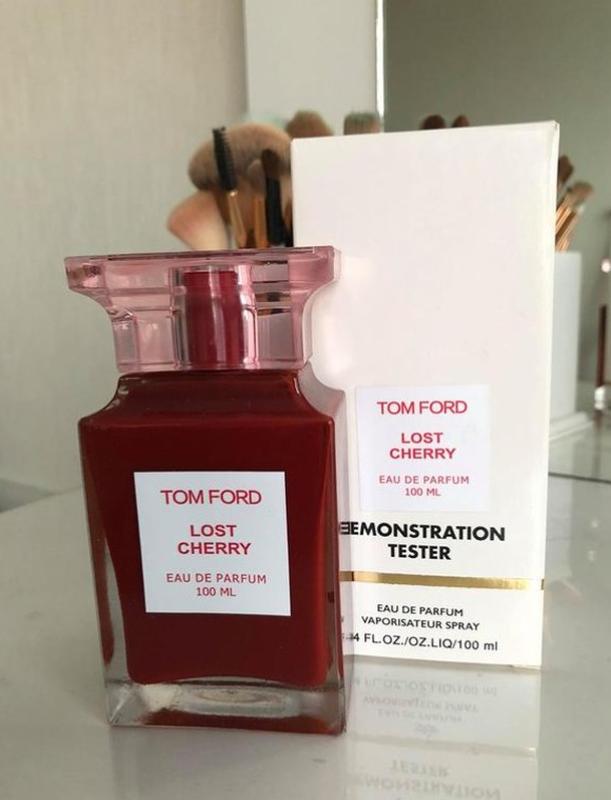 TOM FORD
LOST
CHERRY
EAU DE PARFUM
100 ML
TOM FORD
LOST
CHERRY
EAU DE PARFUM
100 ML
DEMONSTRATION
TESTER
EAU DE PARFUM
VAPORISATEUR SPRAY
FL.OZ./OZ.LIQ/100 ml